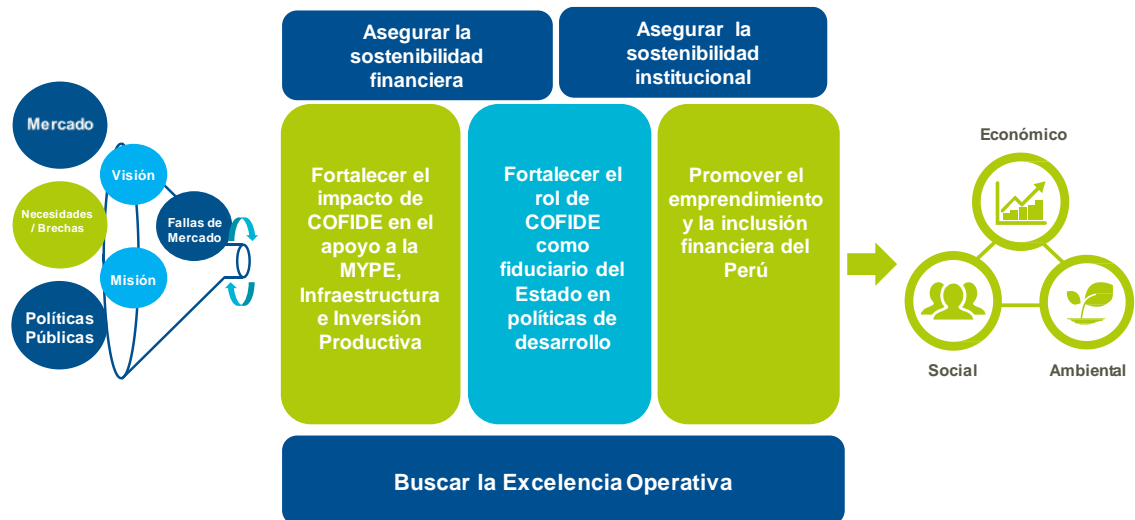 Mercado
Necesidades
/ Brechas
Políticas
Públicas
Visión
Misión
Fallas de
Mercado
Asegurar la
sostenibilidad
financiera
Asegurar la
sostenibilidad
institucional
Fortalecer el
impacto de
COFIDE en el
apoyo a la
MYPE,
Infraestructura
e Inversión
Productiva
Fortalecer el
rol de
COFIDE
como
fiduciario del
Estado en
políticas de
desarrollo
Promover el
emprendimiento
y la inclusión
financiera del
Perú
Buscar la Excelencia Operativa
Económico
Social
Ambiental